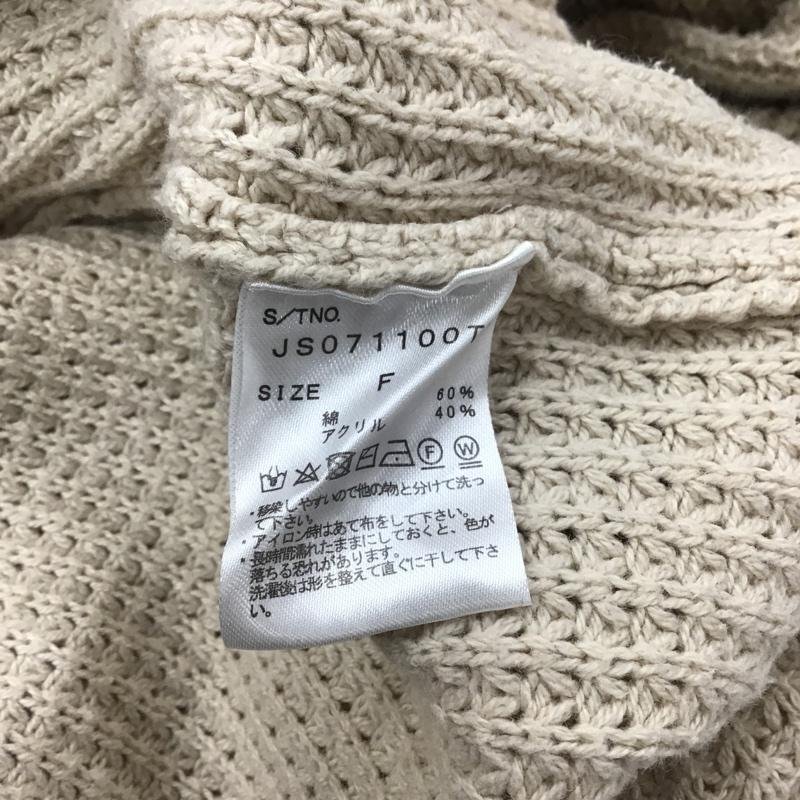 S/TNO.
JS071100T
SIZE F
綿 60%
アクリル 40%
F W
・移染しやすいので他の物と分けて洗っ
て下さい。
・アイロン時はあて布をして下さい。
・長時間濡れたままにしておくと、色が
落ちる恐れがあります。
洗濯後は形を整えて直ぐに干して下さ
い。